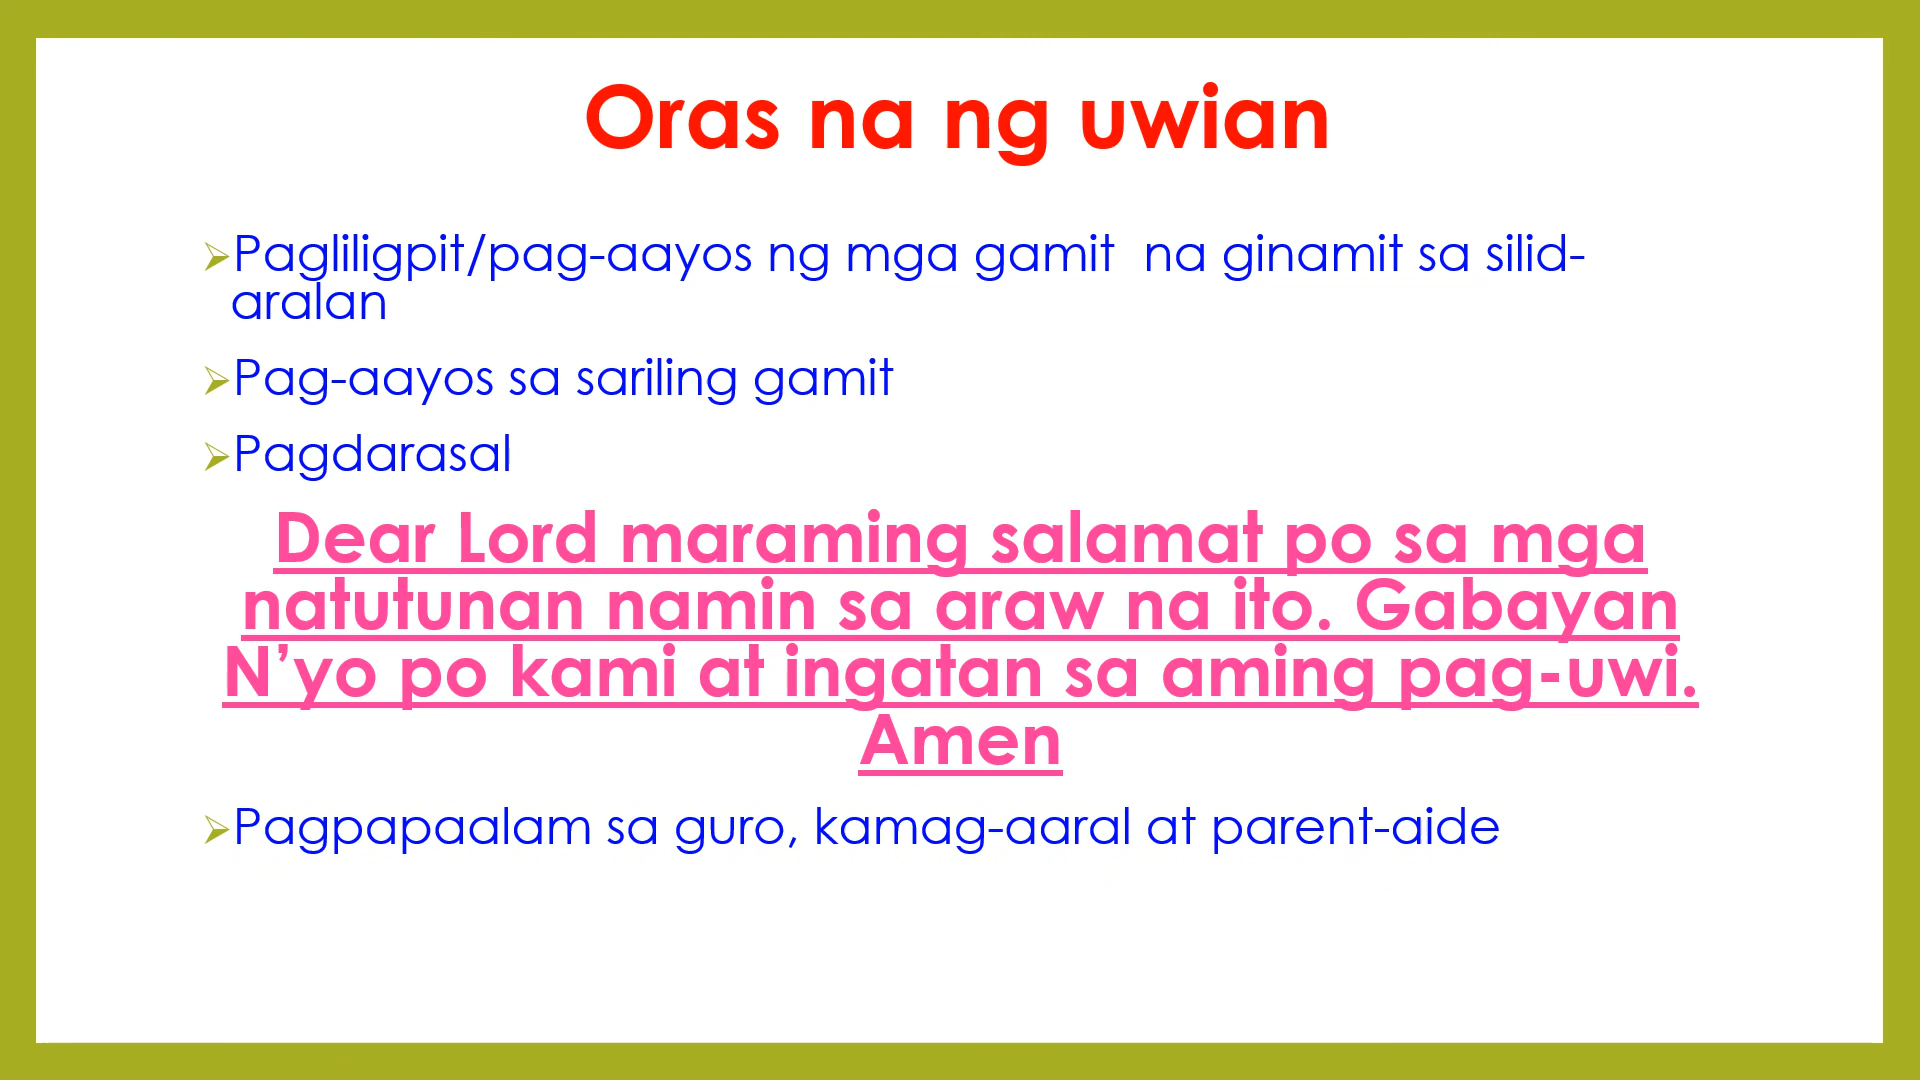 Oras na ng uwian
➢Pagliligpit/pag-aayos ng mga gamit  na ginamit sa silid-
aralan
➢Pag-aayos sa sariling gamit
➢Pagdarasal
Dear Lord maraming salamat po sa mga
natutunan namin sa araw na ito. Gabayan
N’yo po kami at ingatan sa aming pag-uwi.
Amen
➢Pagpapaalam sa guro, kamag-aaral at parent-aide